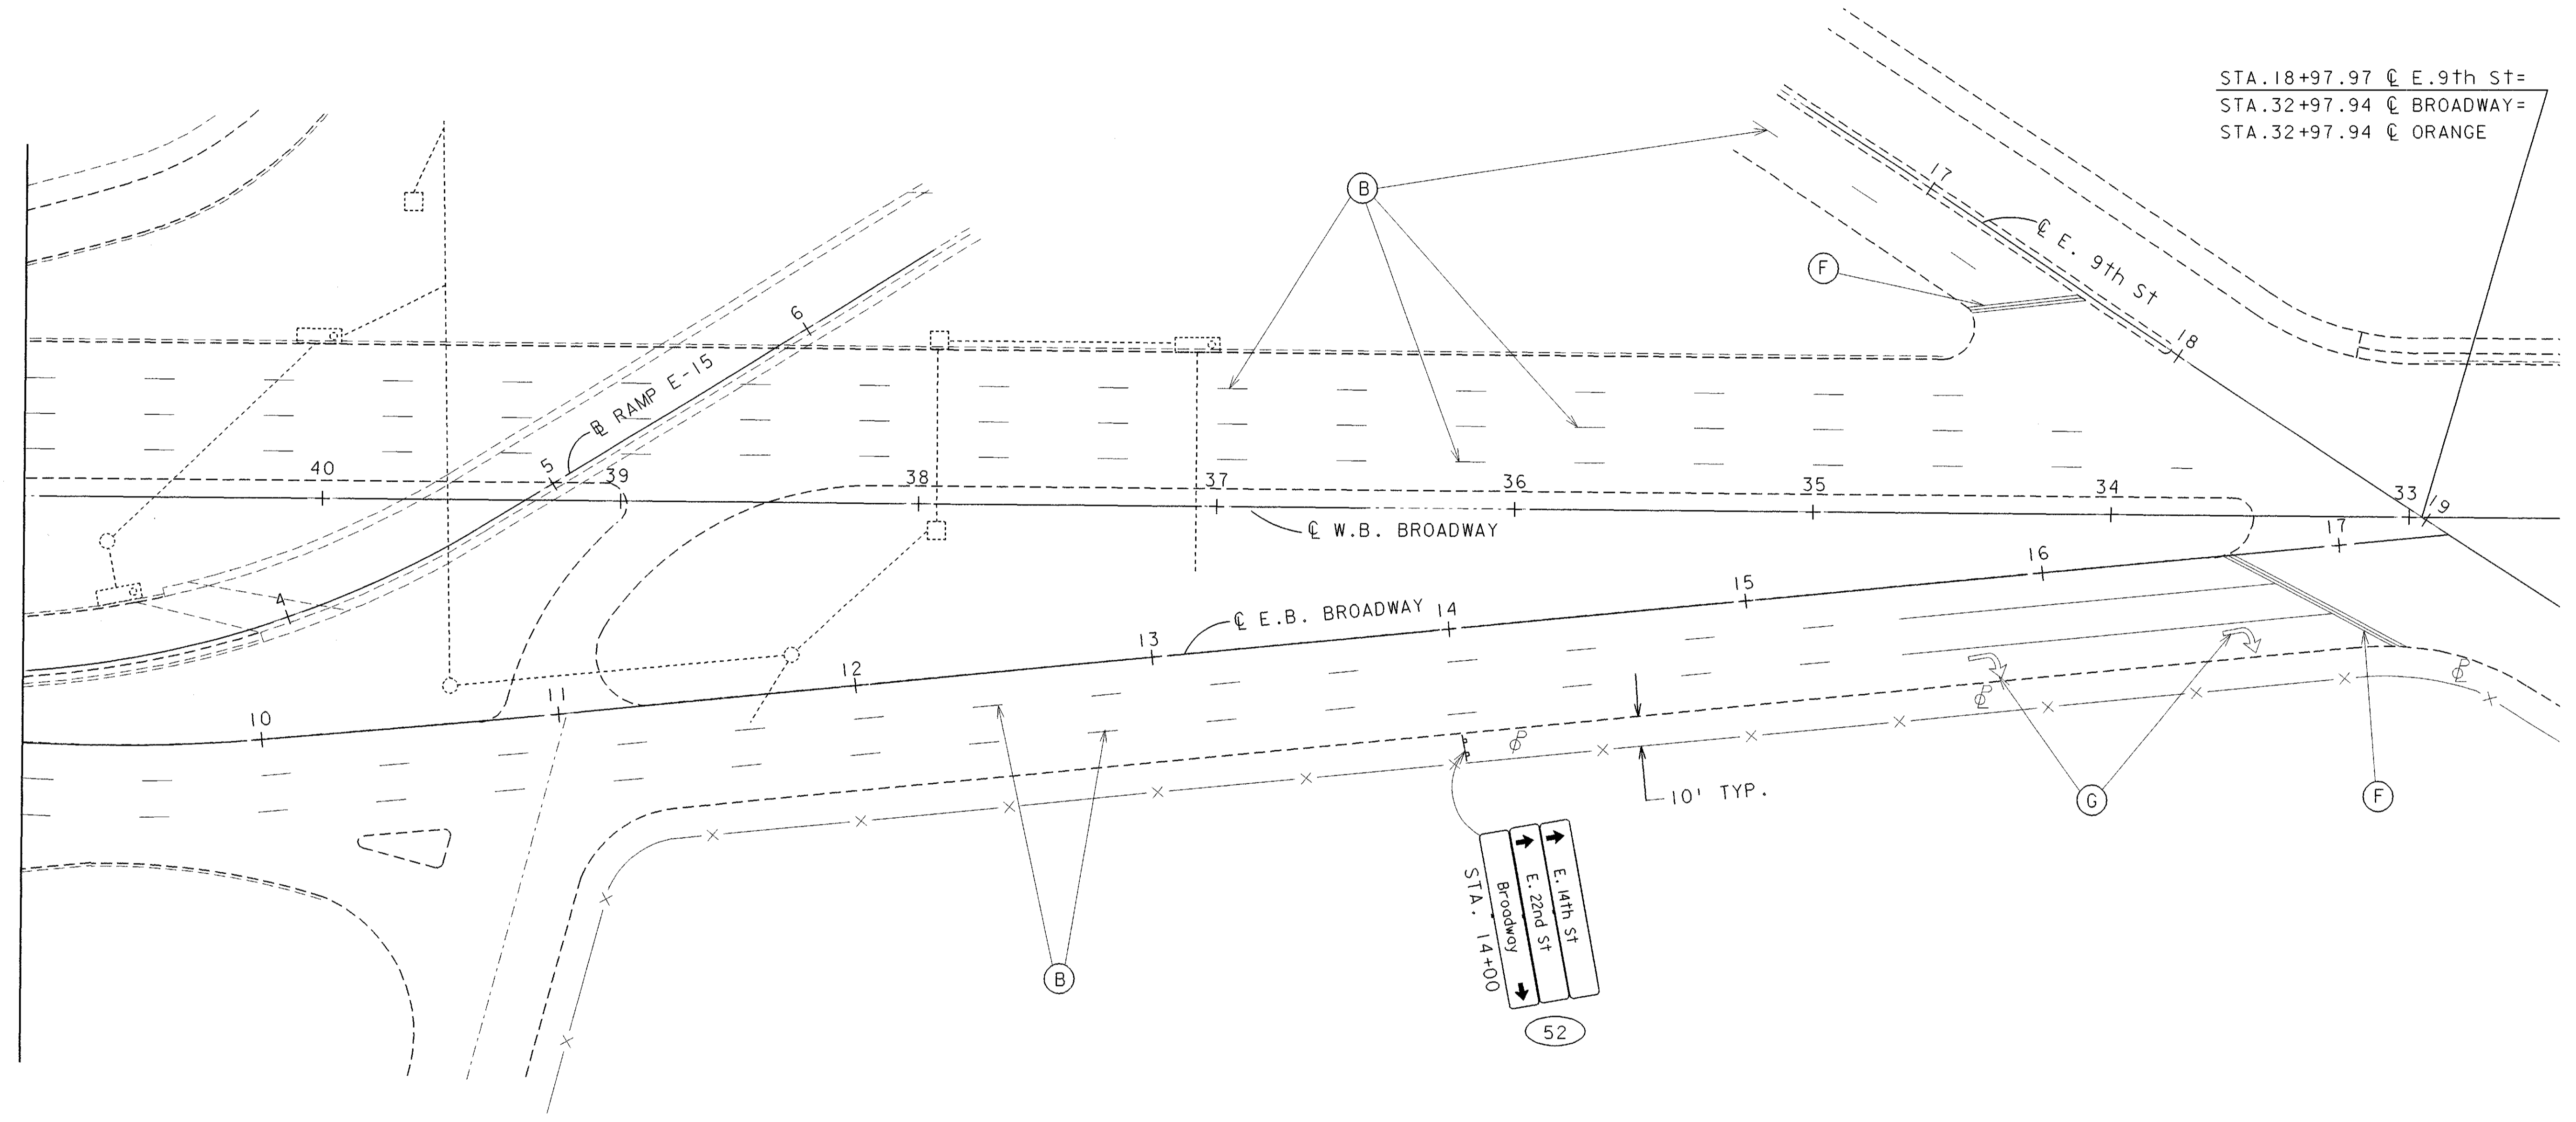 STA.18+97.97 ℄ E.9th St=
STA.32+97.94 ℄ BROADWAY=
STA.32+97.94 ℄ ORANGE
B
17
℄ E. 9th St
F
18
6
℄ RAMP E-15
5
4
40
39
38
37
36
35
34
33
19
℄ W.B. BROADWAY
10
11
12
13
℄ E.B. BROADWAY
14
15
16
17
10' TYP.
G
F
E. 14th St
E. 22nd St
Broadway
STA. 14+00
52
B